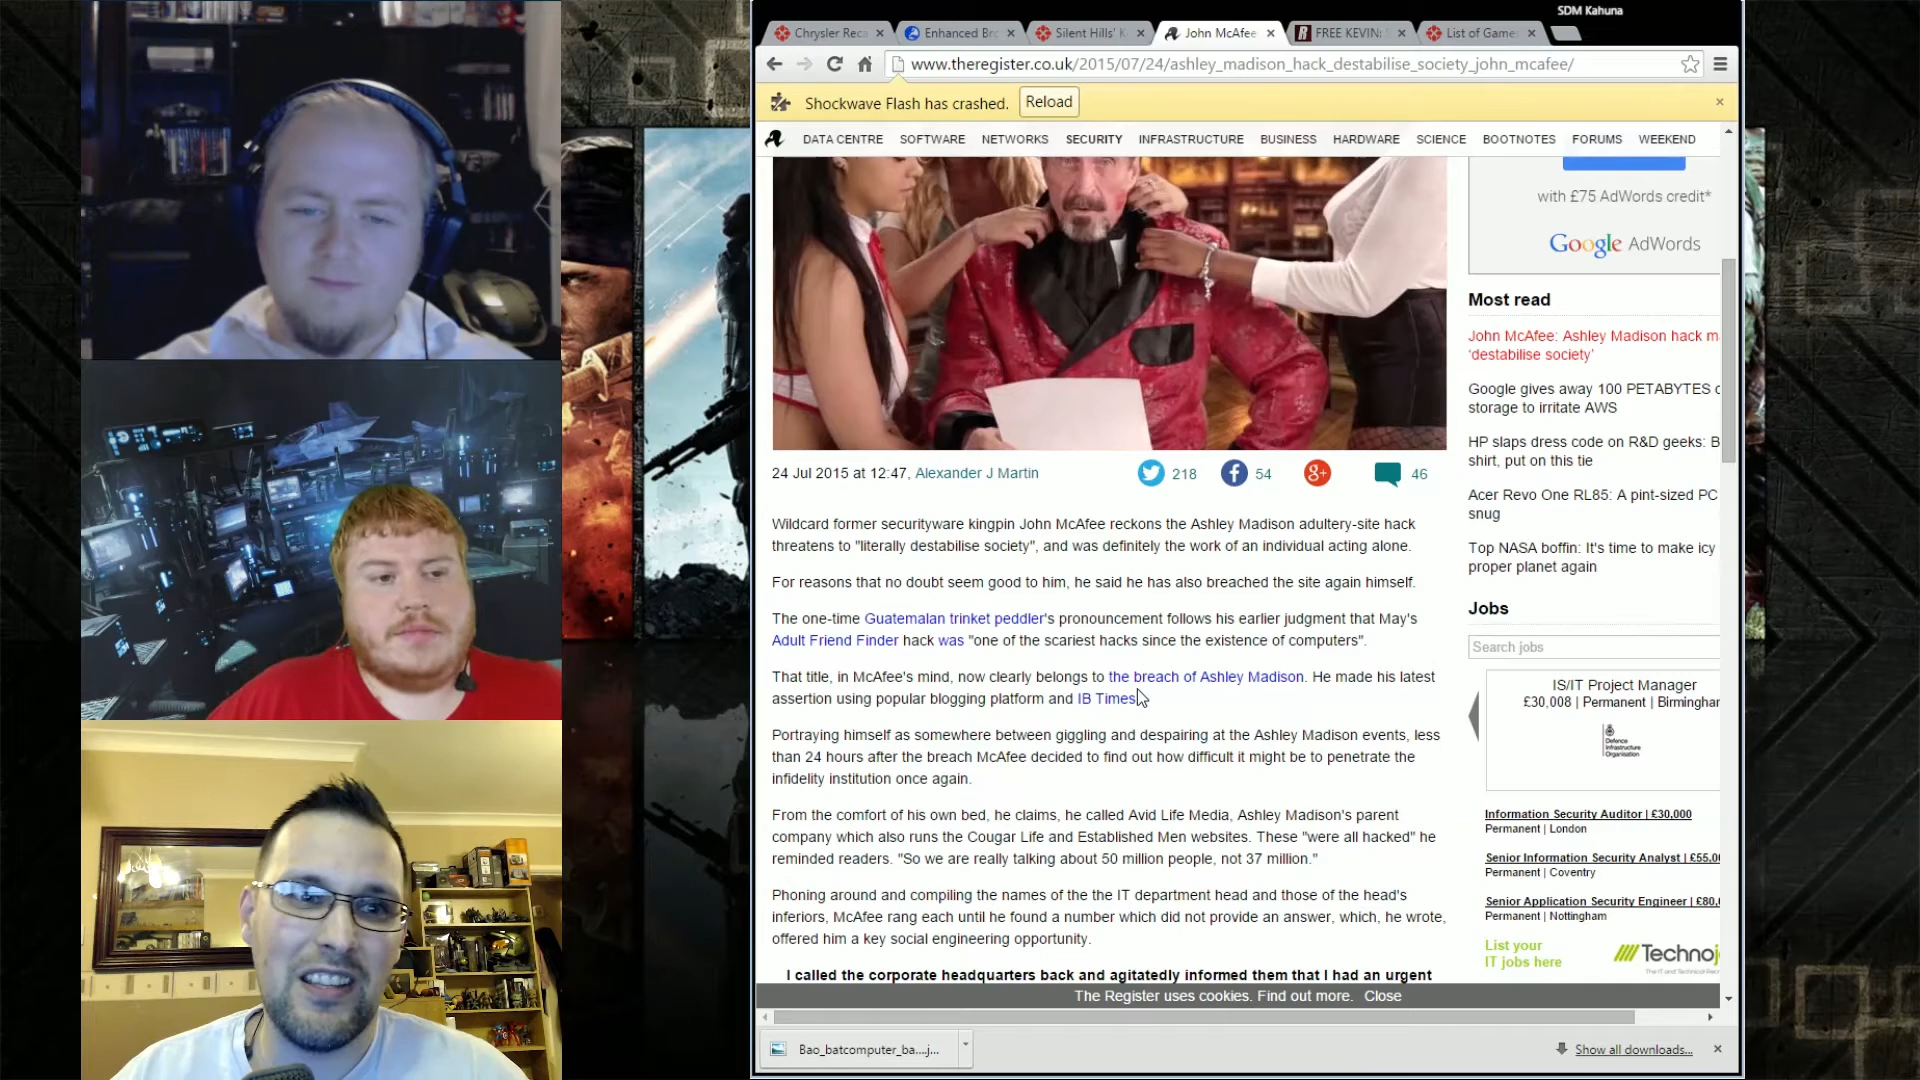 SDM Kahuna
Chrysler Reca
Enhanced Bro
Silent Hills' K
John McAfee
FREE KEVIN:
List of Game
www.theregister.co.uk/2015/07/24/ashley_madison_hack_destabilise_society_john_mcafee/
Shockwave Flash has crashed. Reload
DATA CENTRE SOFTWARE NETWORKS SECURITY INFRASTRUCTURE BUSINESS HARDWARE SCIENCE BOOTNOTES FORUMS WEEKEND
with £75 AdWords credit*
Google AdWords
24 Jul 2015 at 12:47, Alexander J Martin
218 54 g+ 46
Wildcard former securityware kingpin John McAfee reckons the Ashley Madison adultery-site hack
threatens to "literally destabilise society", and was definitely the work of an individual acting alone.
For reasons that no doubt seem good to him, he said he has also breached the site again himself.
The one-time Guatemalan trinket peddler's pronouncement follows his earlier judgment that May's
Adult Friend Finder hack was "one of the scariest hacks since the existence of computers".
That title, in McAfee's mind, now clearly belongs to the breach of Ashley Madison. He made his latest
assertion using popular blogging platform and IB Times
Portraying himself as somewhere between giggling and despairing at the Ashley Madison events, less
than 24 hours after the breach McAfee decided to find out how difficult it might be to penetrate the
infidelity institution once again.
From the comfort of his own bed, he claims, he called Avid Life Media, Ashley Madison's parent
company which also runs the Cougar Life and Established Men websites. These "were all hacked" he
reminded readers. "So we are really talking about 50 million people, not 37 million."
Phoning around and compiling the names of the the IT department head and those of the head's
inferiors, McAfee rang each until he found a number which did not provide an answer, which, he wrote,
offered him a key social engineering opportunity.
I called the corporate headquarters back and agitatedly informed them that I had an urgent
Most read
John McAfee: Ashley Madison hack m
'destabilise society'
Google gives away 100 PETABYTES o
storage to irritate AWS
HP slaps dress code on R&D geeks: B
shirt, put on this tie
Acer Revo One RL85: A pint-sized PC
snug
Top NASA boffin: It's time to make icy
proper planet again
Jobs
Search jobs
IS/IT Project Manager
£30,008 | Permanent | Birminghar
Defence
Infrastructure
Organisation
Information Security Auditor | £30,000
Permanent | London
Senior Information Security Analyst | £55,00
Permanent | Coventry
Senior Application Security Engineer | £80,
Permanent | Nottingham
List your
IT jobs here
Technoj
The Register uses cookies. Find out more. Close
Bao_batcomputer_ba....j...
Show all downloads...